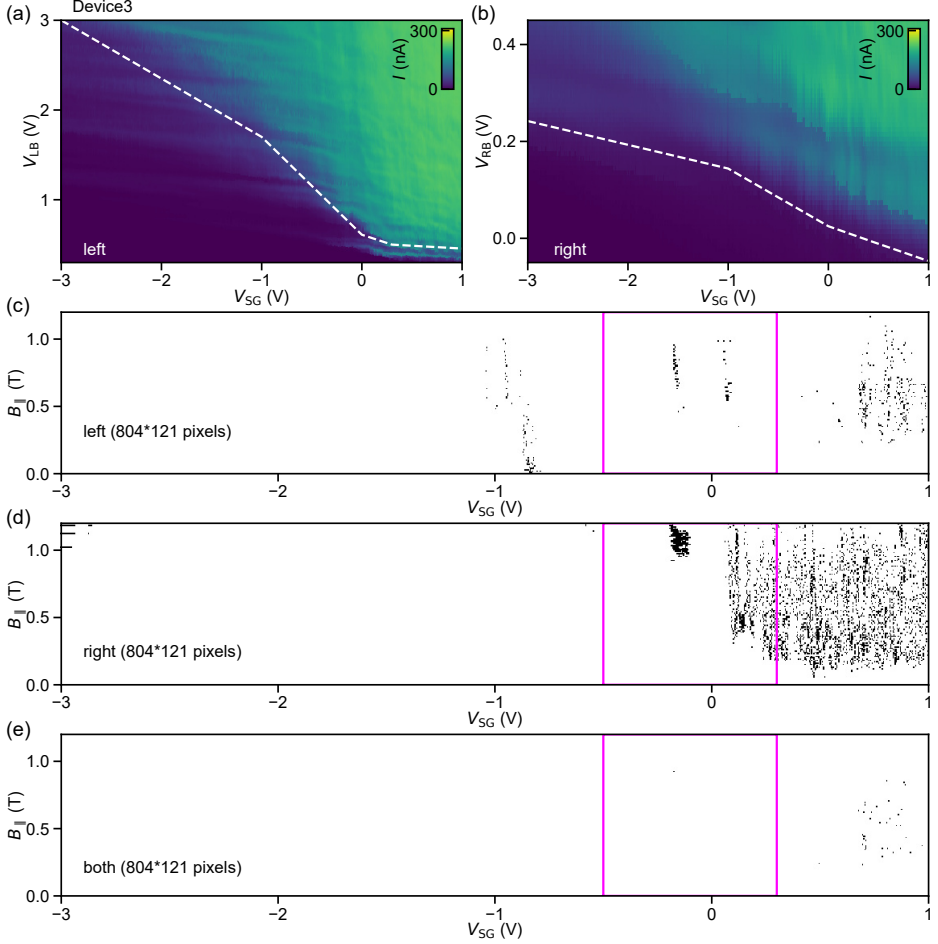 Device3
(a)
3
2
1
V_LB (V)
left
300
0
I (nA)
−3 −2 −1 0 1
V_SG (V)
(b)
0.4
0.2
0.0
V_RB (V)
right
300
0
I (nA)
−3 −2 −1 0 1
V_SG (V)
(c)
1.0
0.5
0.0
B_∥ (T)
left (804*121 pixels)
−3 −2 −1 0 1
V_SG (V)
(d)
1.0
0.5
0.0
B_∥ (T)
right (804*121 pixels)
−3 −2 −1 0 1
V_SG (V)
(e)
1.0
0.5
0.0
B_∥ (T)
both (804*121 pixels)
−3 −2 −1 0 1
V_SG (V)